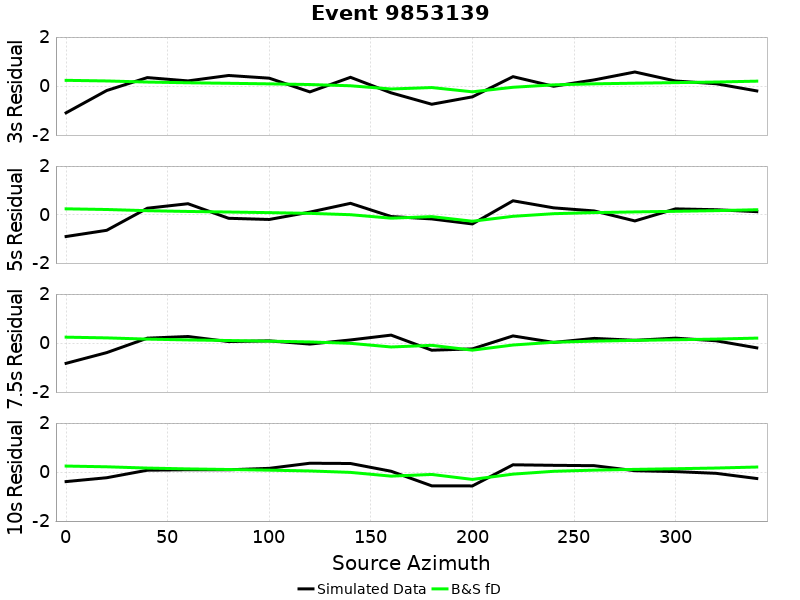 Event 9853139
3s Residual
2
0
-2
5s Residual
2
0
-2
7.5s Residual
2
0
-2
10s Residual
2
0
-2
0 50 100 150 200 250 300
Source Azimuth
Simulated Data B&S fD